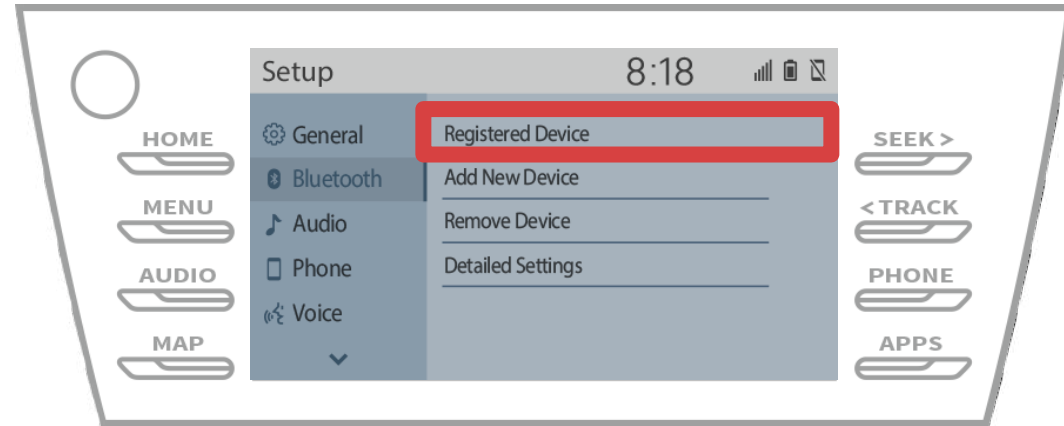 Setup 8:18
HOME
MENU
AUDIO
MAP
General
Bluetooth
Audio
Phone
Voice
Registered Device
Add New Device
Remove Device
Detailed Settings
SEEK >
< TRACK
PHONE
APPS